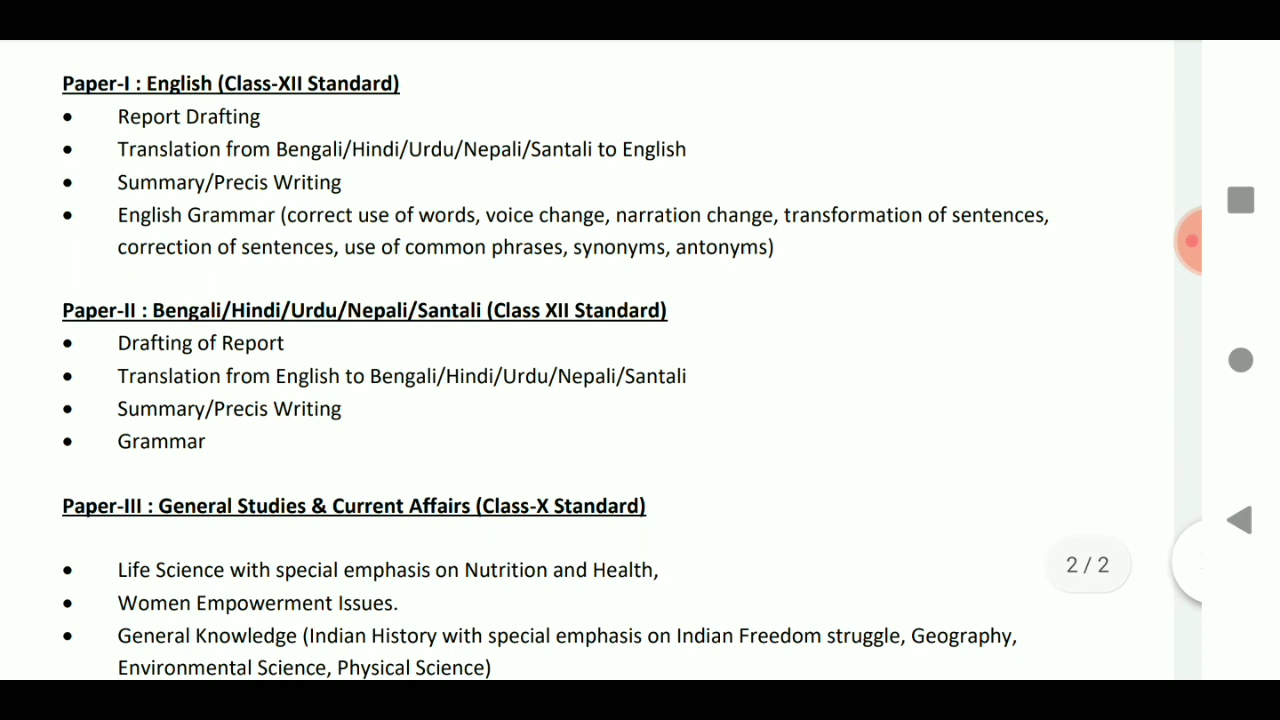 Paper-I : English (Class-XII Standard)
• Report Drafting
• Translation from Bengali/Hindi/Urdu/Nepali/Santali to English
• Summary/Precis Writing
• English Grammar (correct use of words, voice change, narration change, transformation of sentences,
correction of sentences, use of common phrases, synonyms, antonyms)
Paper-II : Bengali/Hindi/Urdu/Nepali/Santali (Class XII Standard)
• Drafting of Report
• Translation from English to Bengali/Hindi/Urdu/Nepali/Santali
• Summary/Precis Writing
• Grammar
Paper-III : General Studies & Current Affairs (Class-X Standard)
• Life Science with special emphasis on Nutrition and Health,
2 / 2
• Women Empowerment Issues.
• General Knowledge (Indian History with special emphasis on Indian Freedom struggle, Geography,
Environmental Science, Physical Science)